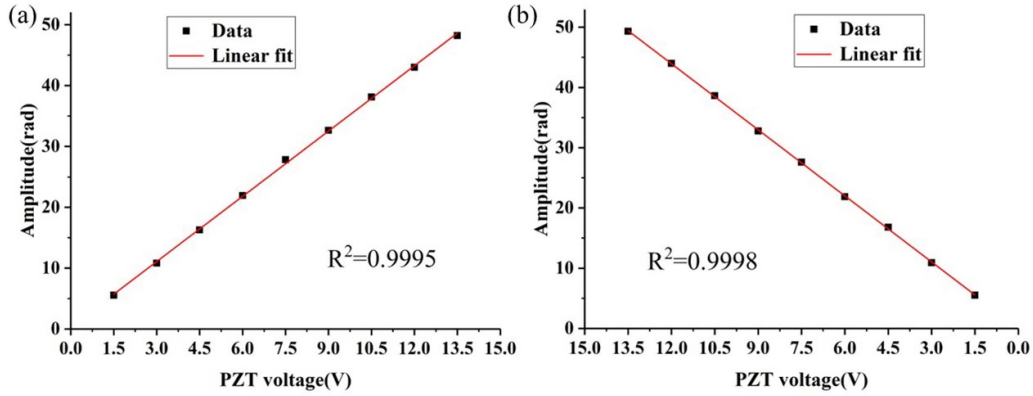 (a)
Data
Linear fit
Amplitude(rad)
50
40
30
20
10
0
R²=0.9995
0.0 1.5 3.0 4.5 6.0 7.5 9.0 10.5 12.0 13.5 15.0
PZT voltage(V)
(b)
Data
Linear fit
Amplitude(rad)
50
40
30
20
10
0
R²=0.9998
15.0 13.5 12.0 10.5 9.0 7.5 6.0 4.5 3.0 1.5 0.0
PZT voltage(V)